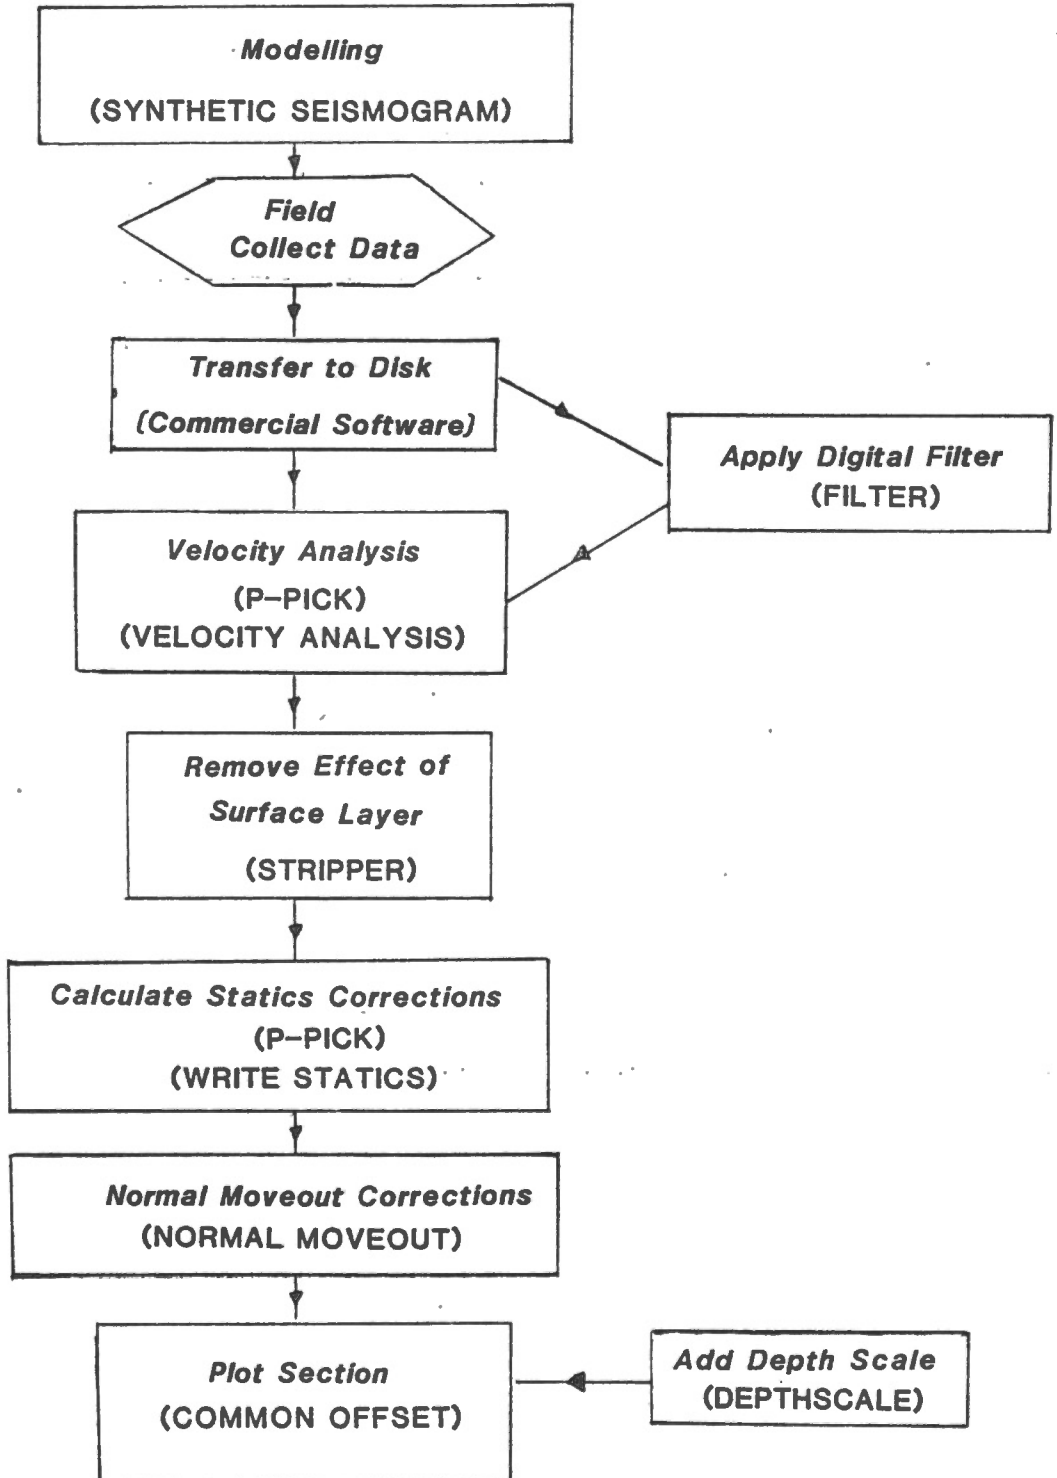 Modelling
(SYNTHETIC SEISMOGRAM)
Field
Collect Data
Transfer to Disk
(Commercial Software)
Apply Digital Filter
(FILTER)
Velocity Analysis
(P-PICK)
(VELOCITY ANALYSIS)
Remove Effect of
Surface Layer
(STRIPPER)
Calculate Statics Corrections
(P-PICK)
(WRITE STATICS)
Normal Moveout Corrections
(NORMAL MOVEOUT)
Plot Section
(COMMON OFFSET)
Add Depth Scale
(DEPTHSCALE)